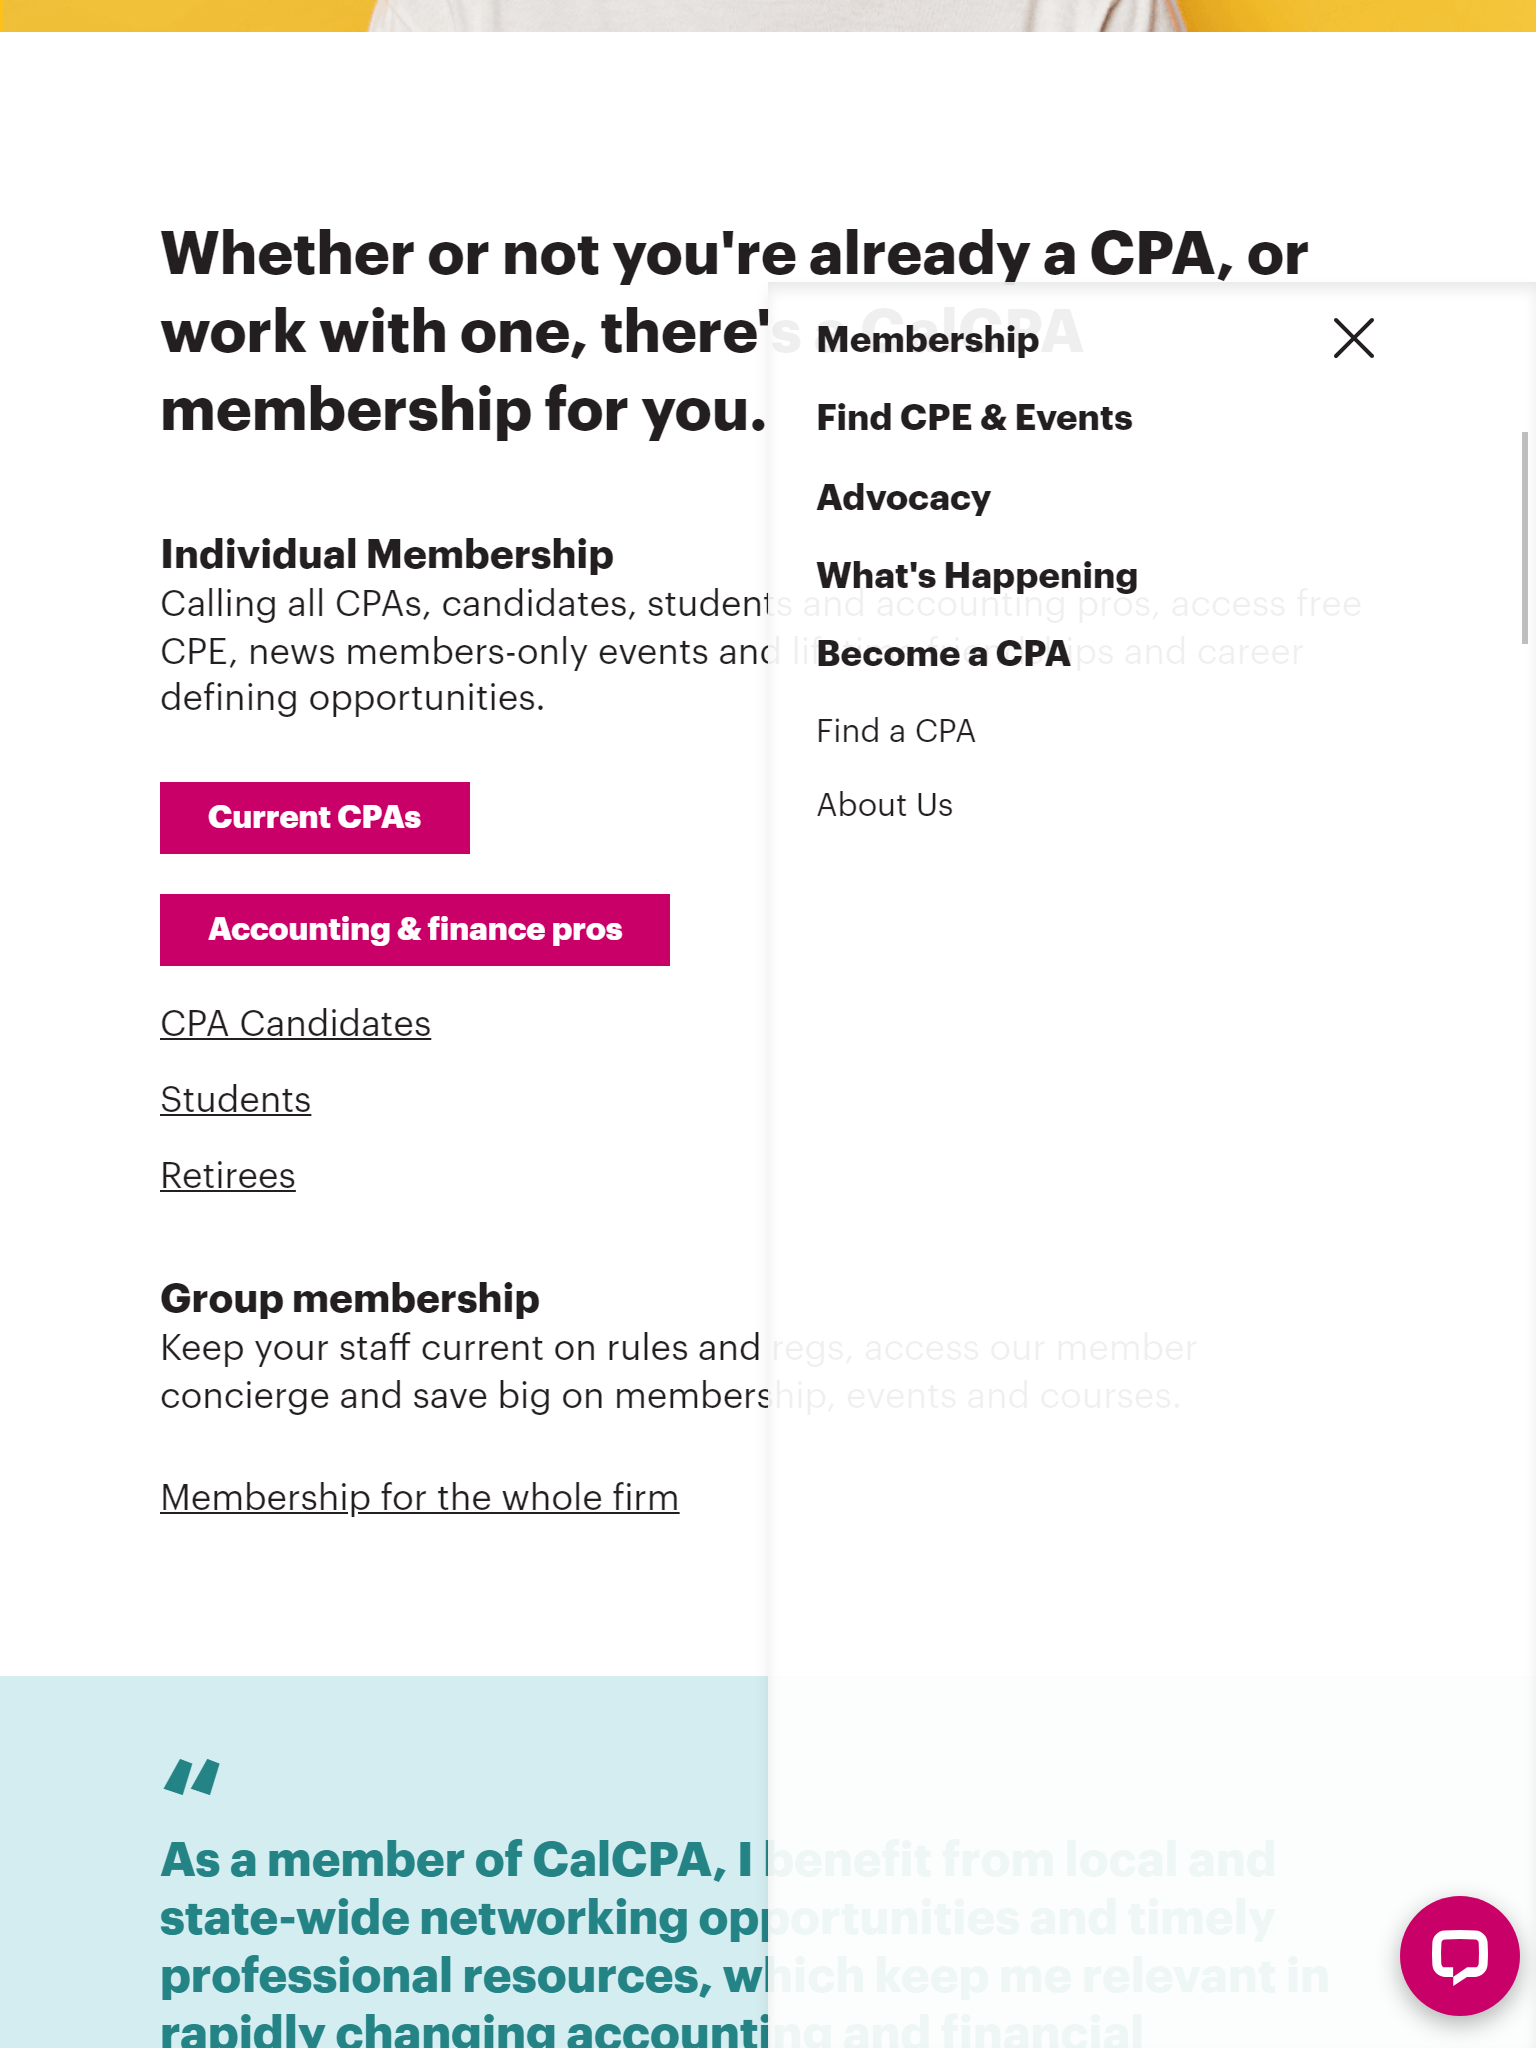 Whether or not you're already a CPA, or
work with one, there's a CalCPA
membership for you.
Membership
Find CPE & Events
Advocacy
What's Happening
Become a CPA
Find a CPA
About Us
Individual Membership
Calling all CPAs, candidates, students and accounting pros, access free
CPE, news members-only events and lifetime friendships and career
defining opportunities.
Current CPAs
Accounting & finance pros
CPA Candidates
Students
Retirees
Group membership
Keep your staff current on rules and regs, access our member
concierge and save big on membership, events and courses.
Membership for the whole firm
“
As a member of CalCPA, I benefit from local and
state-wide networking opportunities and timely
professional resources, which keep me relevant in
rapidly changing accounting and financial